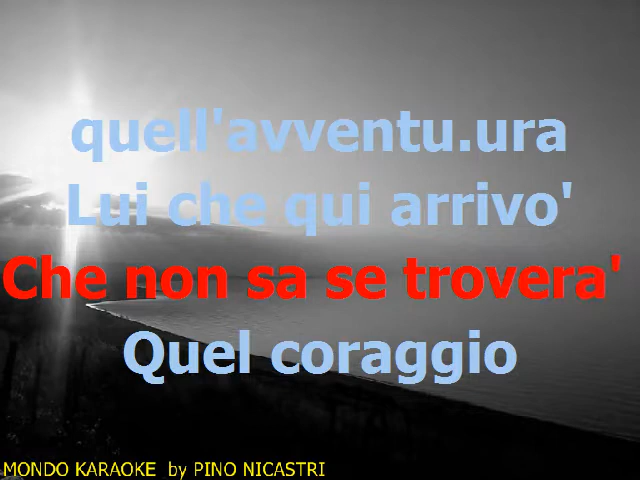 quell'avventu.ura
Lui che qui arrivo'
Che non sa se trovera'
Quel coraggio
MONDO KARAOKE by PINO NICASTRI